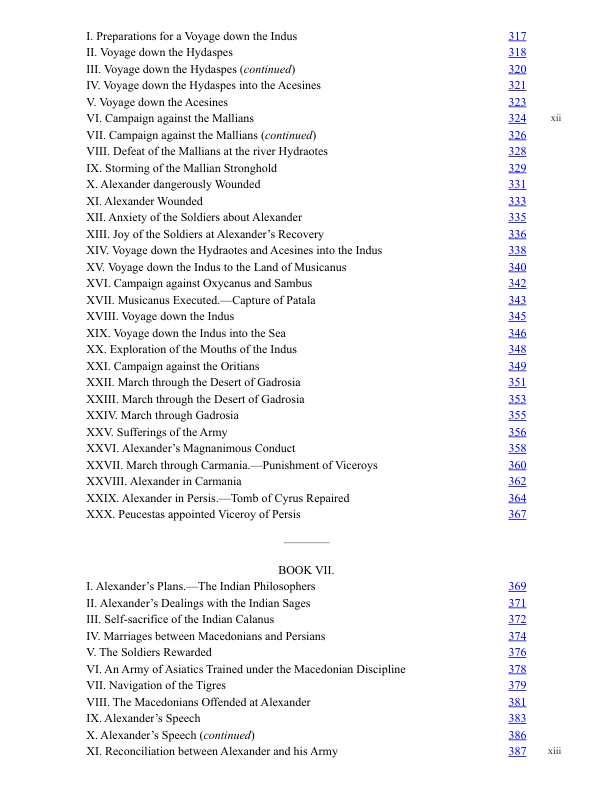 I. Preparations for a Voyage down the Indus 317
II. Voyage down the Hydaspes 318
III. Voyage down the Hydaspes (continued) 320
IV. Voyage down the Hydaspes into the Acesines 321
V. Voyage down the Acesines 323
VI. Campaign against the Mallians 324 xii
VII. Campaign against the Mallians (continued) 326
VIII. Defeat of the Mallians at the river Hydraotes 328
IX. Storming of the Mallian Stronghold 329
X. Alexander dangerously Wounded 331
XI. Alexander Wounded 333
XII. Anxiety of the Soldiers about Alexander 335
XIII. Joy of the Soldiers at Alexander’s Recovery 336
XIV. Voyage down the Hydraotes and Acesines into the Indus 338
XV. Voyage down the Indus to the Land of Musicanus 340
XVI. Campaign against Oxycanus and Sambus 342
XVII. Musicanus Executed.—Capture of Patala 343
XVIII. Voyage down the Indus 345
XIX. Voyage down the Indus into the Sea 346
XX. Exploration of the Mouths of the Indus 348
XXI. Campaign against the Oritians 349
XXII. March through the Desert of Gadrosia 351
XXIII. March through the Desert of Gadrosia 353
XXIV. March through Gadrosia 355
XXV. Sufferings of the Army 356
XXVI. Alexander’s Magnanimous Conduct 358
XXVII. March through Carmania.—Punishment of Viceroys 360
XXVIII. Alexander in Carmania 362
XXIX. Alexander in Persis.—Tomb of Cyrus Repaired 364
XXX. Peucestas appointed Viceroy of Persis 367
BOOK VII.
I. Alexander’s Plans.—The Indian Philosophers 369
II. Alexander’s Dealings with the Indian Sages 371
III. Self-sacrifice of the Indian Calanus 372
IV. Marriages between Macedonians and Persians 374
V. The Soldiers Rewarded 376
VI. An Army of Asiatics Trained under the Macedonian Discipline 378
VII. Navigation of the Tigres 379
VIII. The Macedonians Offended at Alexander 381
IX. Alexander’s Speech 383
X. Alexander’s Speech (continued) 386
XI. Reconciliation between Alexander and his Army 387 xiii